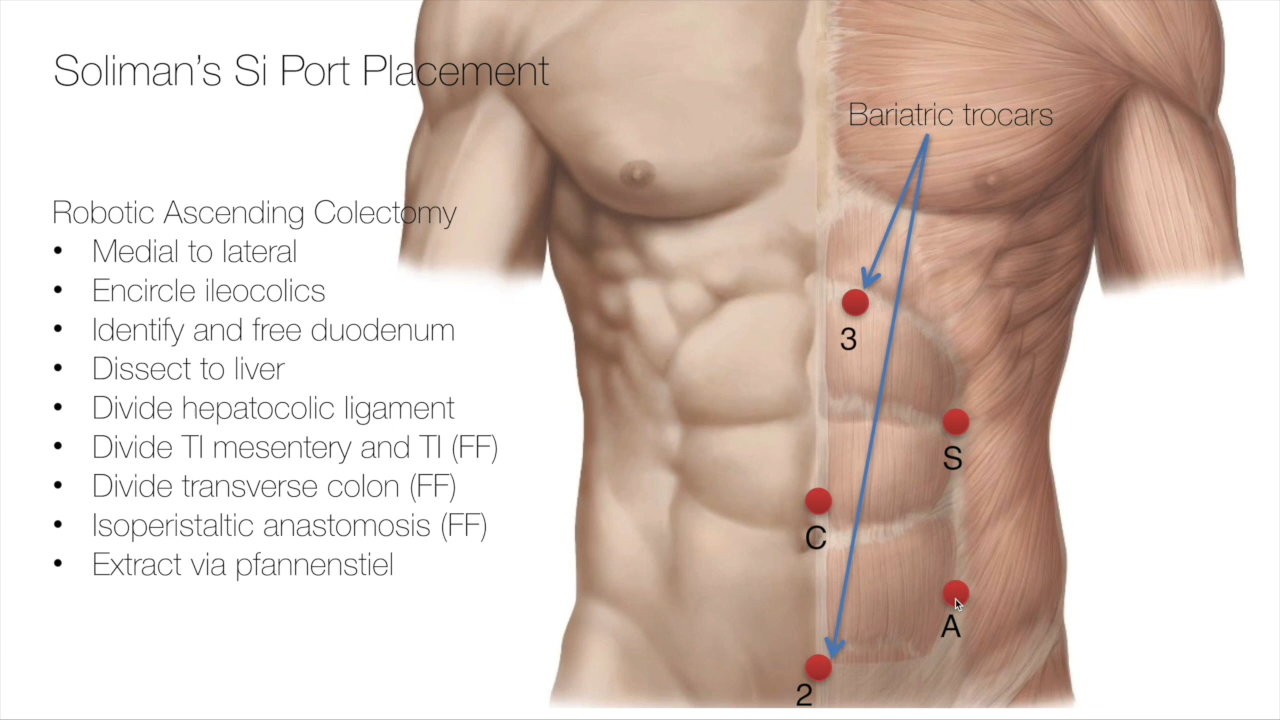 Soliman's Si Port Placement
Bariatric trocars
Robotic Ascending Colectomy
• Medial to lateral
• Encircle ileocolics
• Identify and free duodenum
• Dissect to liver
• Divide hepatocolic ligament
• Divide TI mesentery and TI (FF)
• Divide transverse colon (FF)
• Isoperistaltic anastomosis (FF)
• Extract via pfannenstiel
3
S
C
A
2